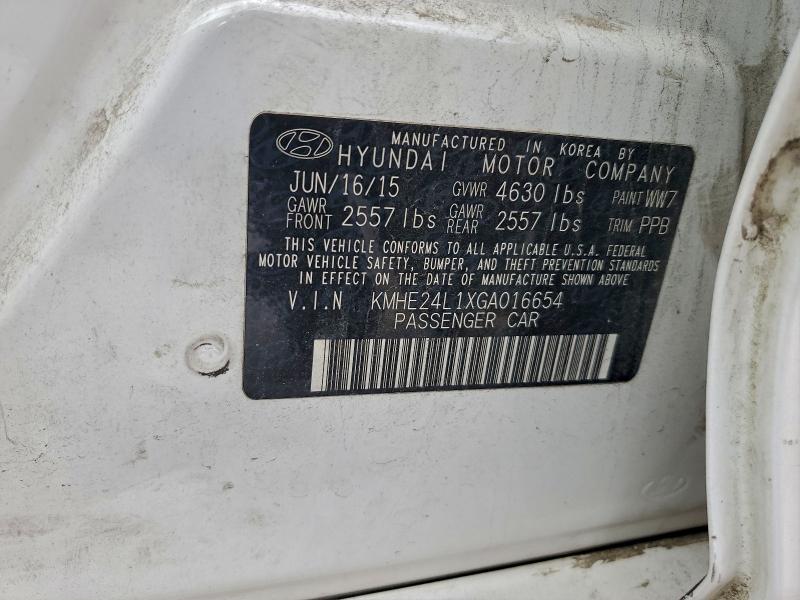 MANUFACTURED IN KOREA BY
HYUNDAI MOTOR COMPANY
JUN/16/15 GVWR 4630 lbs PAINT WW7
GAWR FRONT 2557 lbs GAWR REAR 2557 lbs TRIM PPB
THIS VEHICLE CONFORMS TO ALL APPLICABLE U.S.A. FEDERAL
MOTOR VEHICLE SAFETY, BUMPER, AND THEFT PREVENTION STANDARDS
IN EFFECT ON THE DATE OF MANUFACTURE SHOWN ABOVE
V.I.N KMHE24L1XGA016654
PASSENGER CAR